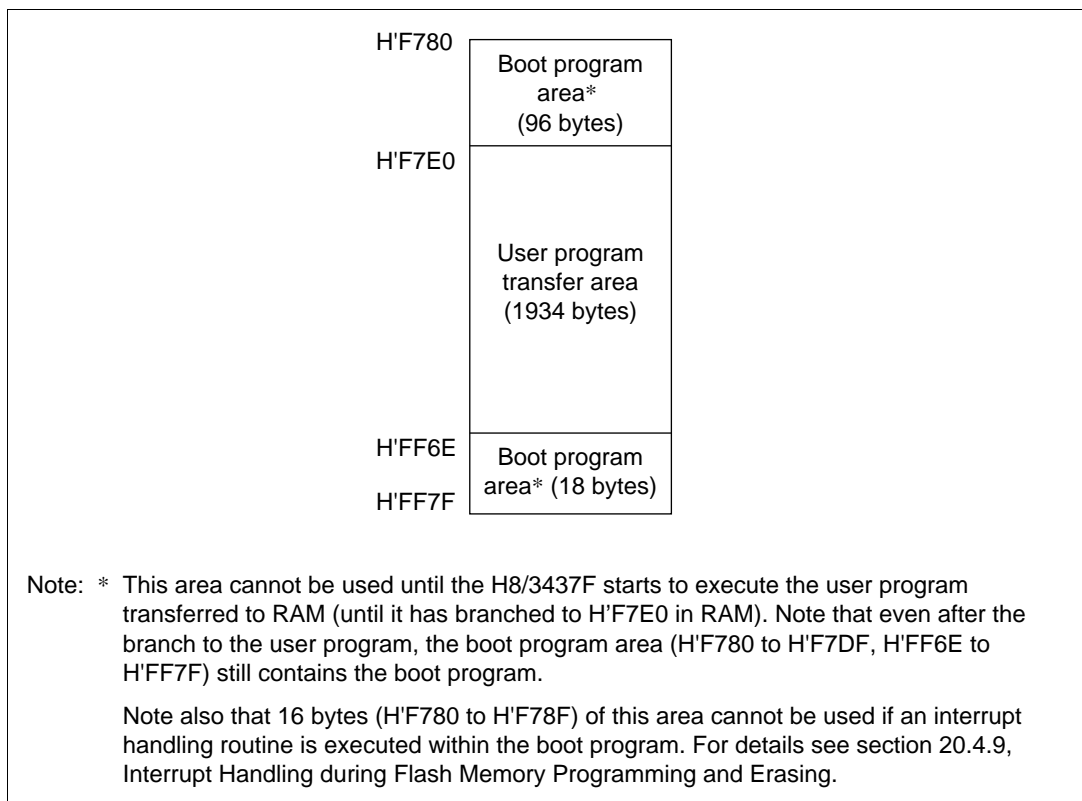 H'F780
Boot program
area*
(96 bytes)
H'F7E0
User program
transfer area
(1934 bytes)
H'FF6E
Boot program
area* (18 bytes)
H'FF7F
Note: * This area cannot be used until the H8/3437F starts to execute the user program
transferred to RAM (until it has branched to H'F7E0 in RAM). Note that even after the
branch to the user program, the boot program area (H'F780 to H'F7DF, H'FF6E to
H'FF7F) still contains the boot program.
Note also that 16 bytes (H'F780 to H'F78F) of this area cannot be used if an interrupt
handling routine is executed within the boot program. For details see section 20.4.9,
Interrupt Handling during Flash Memory Programming and Erasing.